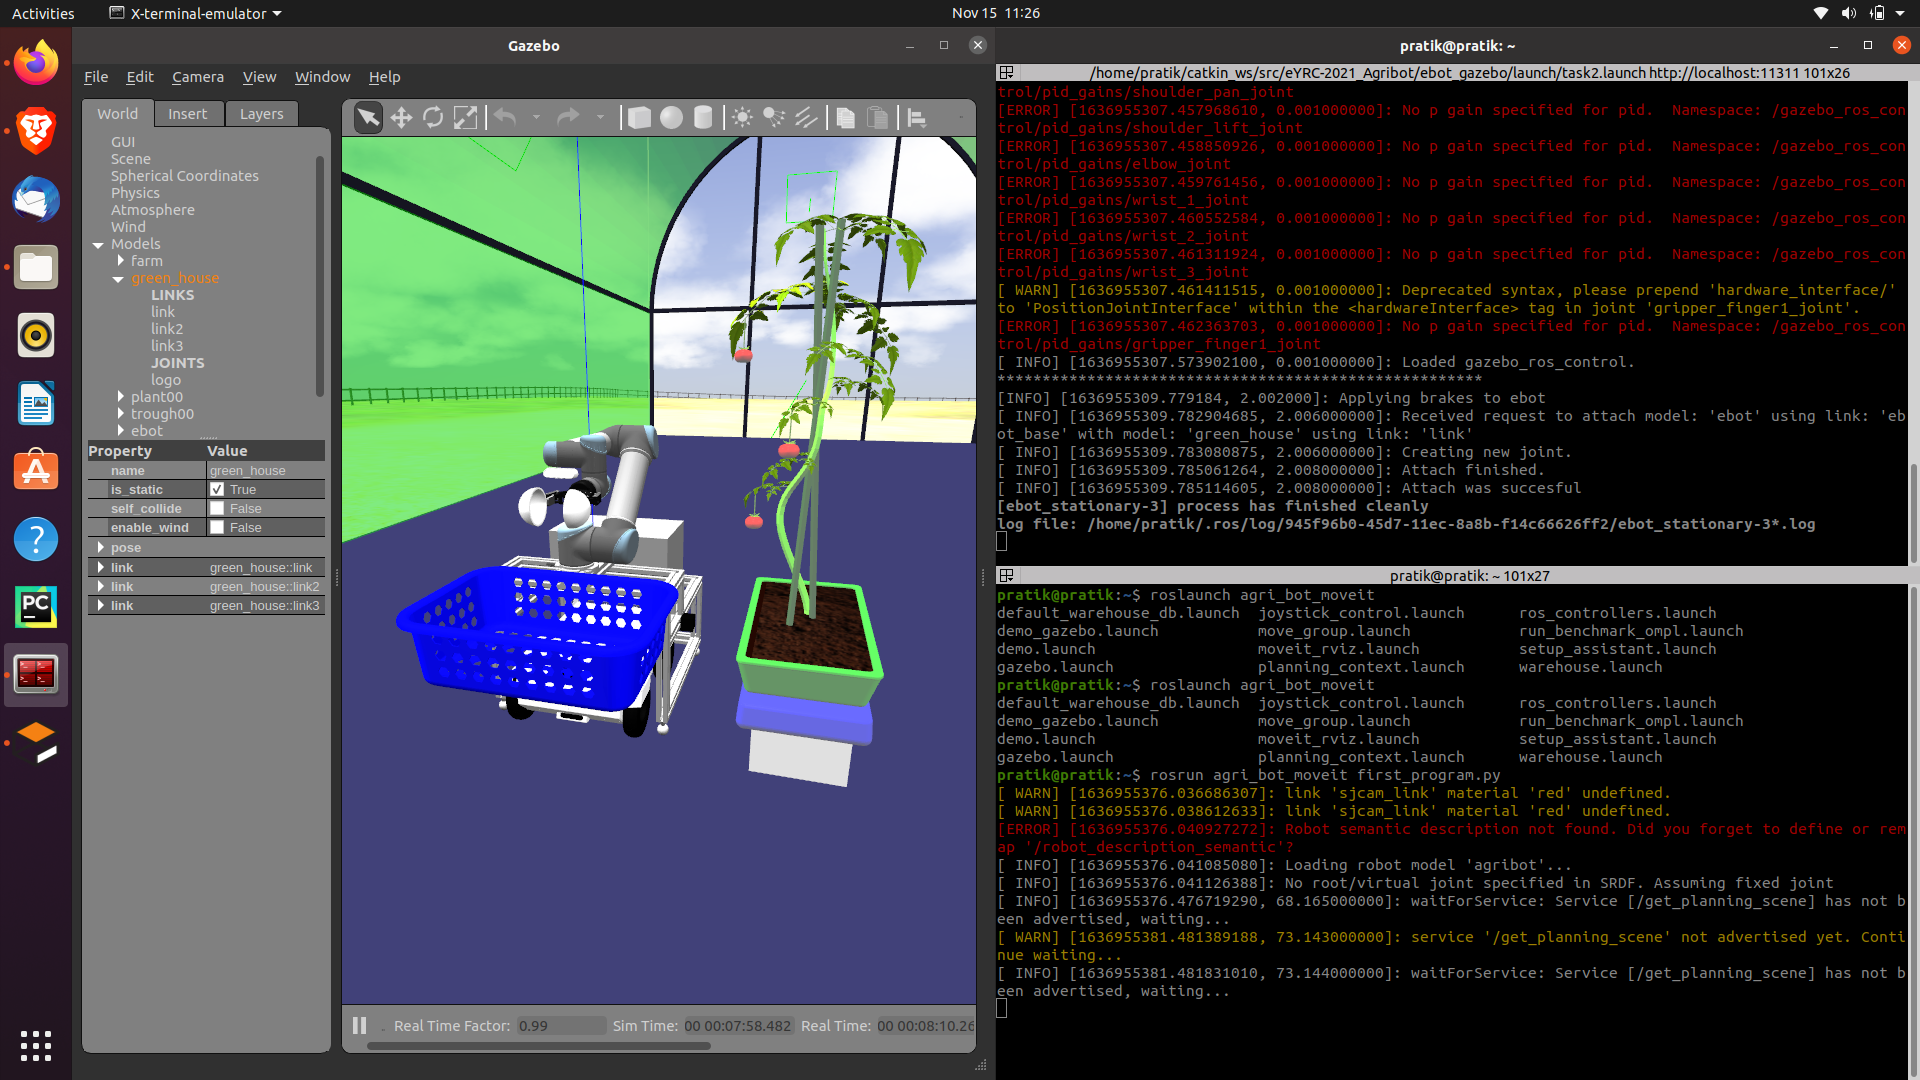 Activities
X-terminal-emulator
Nov 15  11:26
Gazebo
File Edit Camera View Window Help
World Insert Layers
GUI
Scene
Spherical Coordinates
Physics
Atmosphere
Wind
Models
farm
green_house
LINKS
link
link2
link3
JOINTS
logo
plant00
trough00
ebot
Property Value
name green_house
is_static True
self_collide False
enable_wind False
pose
link green_house::link
link green_house::link2
link green_house::link3
Real Time Factor: 0.99 Sim Time: 00 00:07:58.482 Real Time: 00 00:08:10.26
pratik@pratik: ~
/home/pratik/catkin_ws/src/eYRC-2021_Agribot/ebot_gazebo/launch/task2.launch http://localhost:11311 101x26
trol/pid_gains/shoulder_pan_joint
[ERROR] [1636955307.457968610, 0.001000000]: No p gain specified for pid.  Namespace: /gazebo_ros_con
trol/pid_gains/shoulder_lift_joint
[ERROR] [1636955307.458850926, 0.001000000]: No p gain specified for pid.  Namespace: /gazebo_ros_con
trol/pid_gains/elbow_joint
[ERROR] [1636955307.459761456, 0.001000000]: No p gain specified for pid.  Namespace: /gazebo_ros_con
trol/pid_gains/wrist_1_joint
[ERROR] [1636955307.460552584, 0.001000000]: No p gain specified for pid.  Namespace: /gazebo_ros_con
trol/pid_gains/wrist_2_joint
[ERROR] [1636955307.461311924, 0.001000000]: No p gain specified for pid.  Namespace: /gazebo_ros_con
trol/pid_gains/wrist_3_joint
[ WARN] [1636955307.461411515, 0.001000000]: Deprecated syntax, please prepend 'hardware_interface/'
to 'PositionJointInterface' within the <hardwareInterface> tag in joint 'gripper_finger1_joint'.
[ERROR] [1636955307.462363703, 0.001000000]: No p gain specified for pid.  Namespace: /gazebo_ros_con
trol/pid_gains/gripper_finger1_joint
[ INFO] [1636955307.573902100, 0.001000000]: Loaded gazebo_ros_control.
******************************************************
[INFO] [1636955309.779184, 2.002000]: Applying brakes to ebot
[ INFO] [1636955309.782904685, 2.006000000]: Received request to attach model: 'ebot' using link: 'eb
ot_base' with model: 'green_house' using link: 'link'
[ INFO] [1636955309.783080875, 2.006000000]: Creating new joint.
[ INFO] [1636955309.785061264, 2.008000000]: Attach finished.
[ INFO] [1636955309.785114605, 2.008000000]: Attach was succesful
[ebot_stationary-3] process has finished cleanly
log file: /home/pratik/.ros/log/945f96b0-45d7-11ec-8a8b-f14c66626ff2/ebot_stationary-3*.log
pratik@pratik: ~ 101x27
pratik@pratik:~$ roslaunch agri_bot_moveit
default_warehouse_db.launch  joystick_control.launch      ros_controllers.launch
demo_gazebo.launch           move_group.launch            run_benchmark_ompl.launch
demo.launch                  moveit_rviz.launch           setup_assistant.launch
gazebo.launch                planning_context.launch      warehouse.launch
pratik@pratik:~$ roslaunch agri_bot_moveit
default_warehouse_db.launch  joystick_control.launch      ros_controllers.launch
demo_gazebo.launch           move_group.launch            run_benchmark_ompl.launch
demo.launch                  moveit_rviz.launch           setup_assistant.launch
gazebo.launch                planning_context.launch      warehouse.launch
pratik@pratik:~$ rosrun agri_bot_moveit first_program.py
[ WARN] [1636955376.036686307]: link 'sjcam_link' material 'red' undefined.
[ WARN] [1636955376.038612633]: link 'sjcam_link' material 'red' undefined.
[ERROR] [1636955376.040927272]: Robot semantic description not found. Did you forget to define or rem
ap '/robot_description_semantic'?
[ INFO] [1636955376.041085080]: Loading robot model 'agribot'...
[ INFO] [1636955376.041126388]: No root/virtual joint specified in SRDF. Assuming fixed joint
[ INFO] [1636955376.476719290, 68.165000000]: waitForService: Service [/get_planning_scene] has not b
een advertised, waiting...
[ WARN] [1636955381.481389188, 73.143000000]: service '/get_planning_scene' not advertised yet. Conti
nue waiting...
[ INFO] [1636955381.481831010, 73.144000000]: waitForService: Service [/get_planning_scene] has not b
een advertised, waiting...